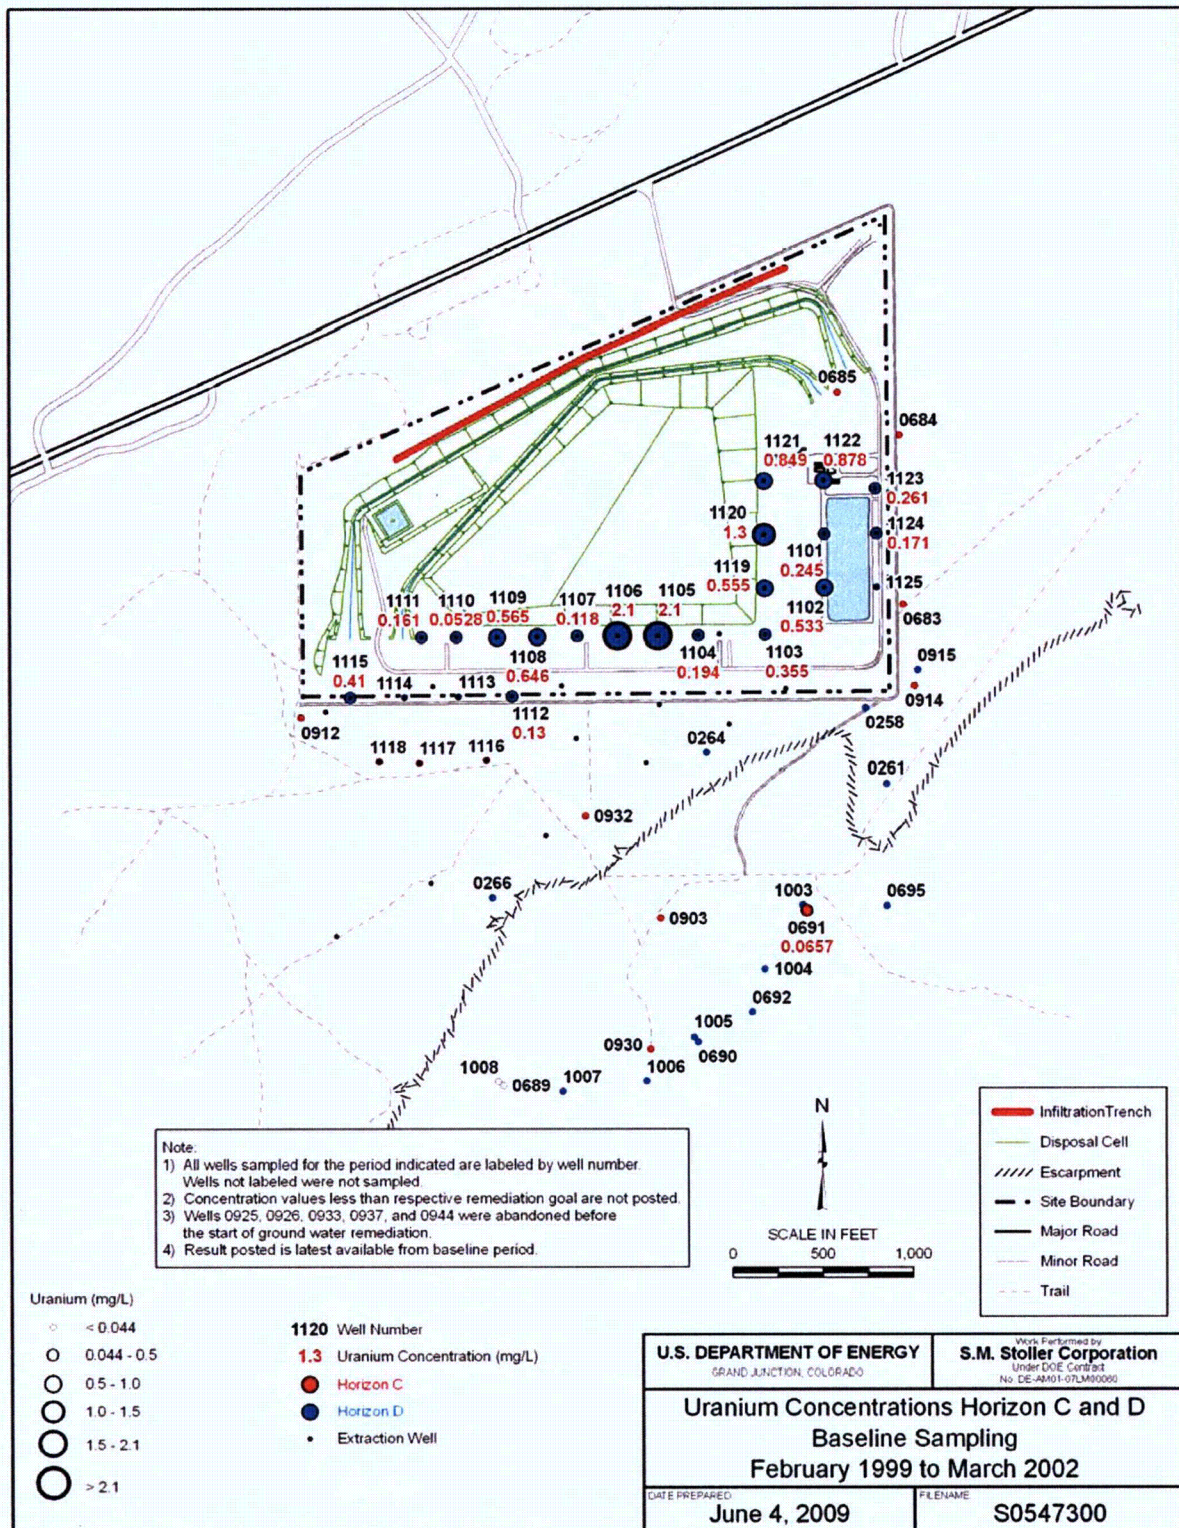 0685
0684
1121
0.849
1122
0.878
1123
0.261
1120
1.3
1124
0.171
1101
0.245
1119
0.555
1125
1102
0.533
0683
1111
0.161
1110
0.0528
1109
0.565
1107
0.118
1106
2.1
1105
2.1
1108
0.646
1104
0.194
1103
0.355
1115
0.41
1114
1113
1112
0.13
0915
0914
0912
0258
1118
1117
1116
0264
0261
0932
0266
0903
1003
0691
0.0657
0695
1004
0692
1005
0690
0930
1006
1008
0689
1007
N
SCALE IN FEET
0 500 1,000
Infiltration Trench
Disposal Cell
Escarpment
Site Boundary
Major Road
Minor Road
Trail
Note:
1) All wells sampled for the period indicated are labeled by well number.
Wells not labeled were not sampled.
2) Concentration values less than respective remediation goal are not posted.
3) Wells 0925, 0926, 0933, 0937, and 0944 were abandoned before
the start of ground water remediation.
4) Result posted is latest available from baseline period.
Uranium (mg/L)
< 0.044
0.044 - 0.5
0.5 - 1.0
1.0 - 1.5
1.5 - 2.1
> 2.1
1120 Well Number
1.3 Uranium Concentration (mg/L)
Horizon C
Horizon D
Extraction Well
U.S. DEPARTMENT OF ENERGY
GRAND JUNCTION, COLORADO
Work Performed by
S.M. Stoller Corporation
Under DOE Contract
No. DE-AM01-07LM00060
Uranium Concentrations Horizon C and D
Baseline Sampling
February 1999 to March 2002
DATE PREPARED:
June 4, 2009
FILENAME:
S0547300